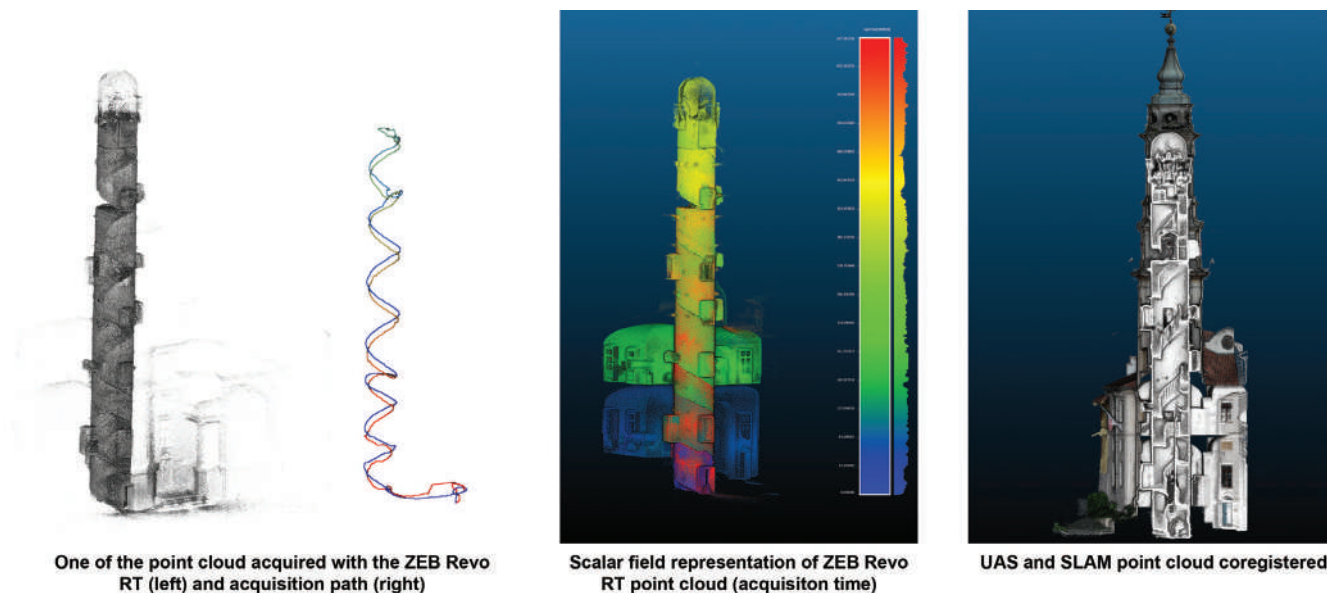 One of the point cloud acquired with the ZEB Revo
RT (left) and acquisition path (right)
Scalar field representation of ZEB Revo
RT point cloud (acquisiton time)
UAS and SLAM point cloud coregistered